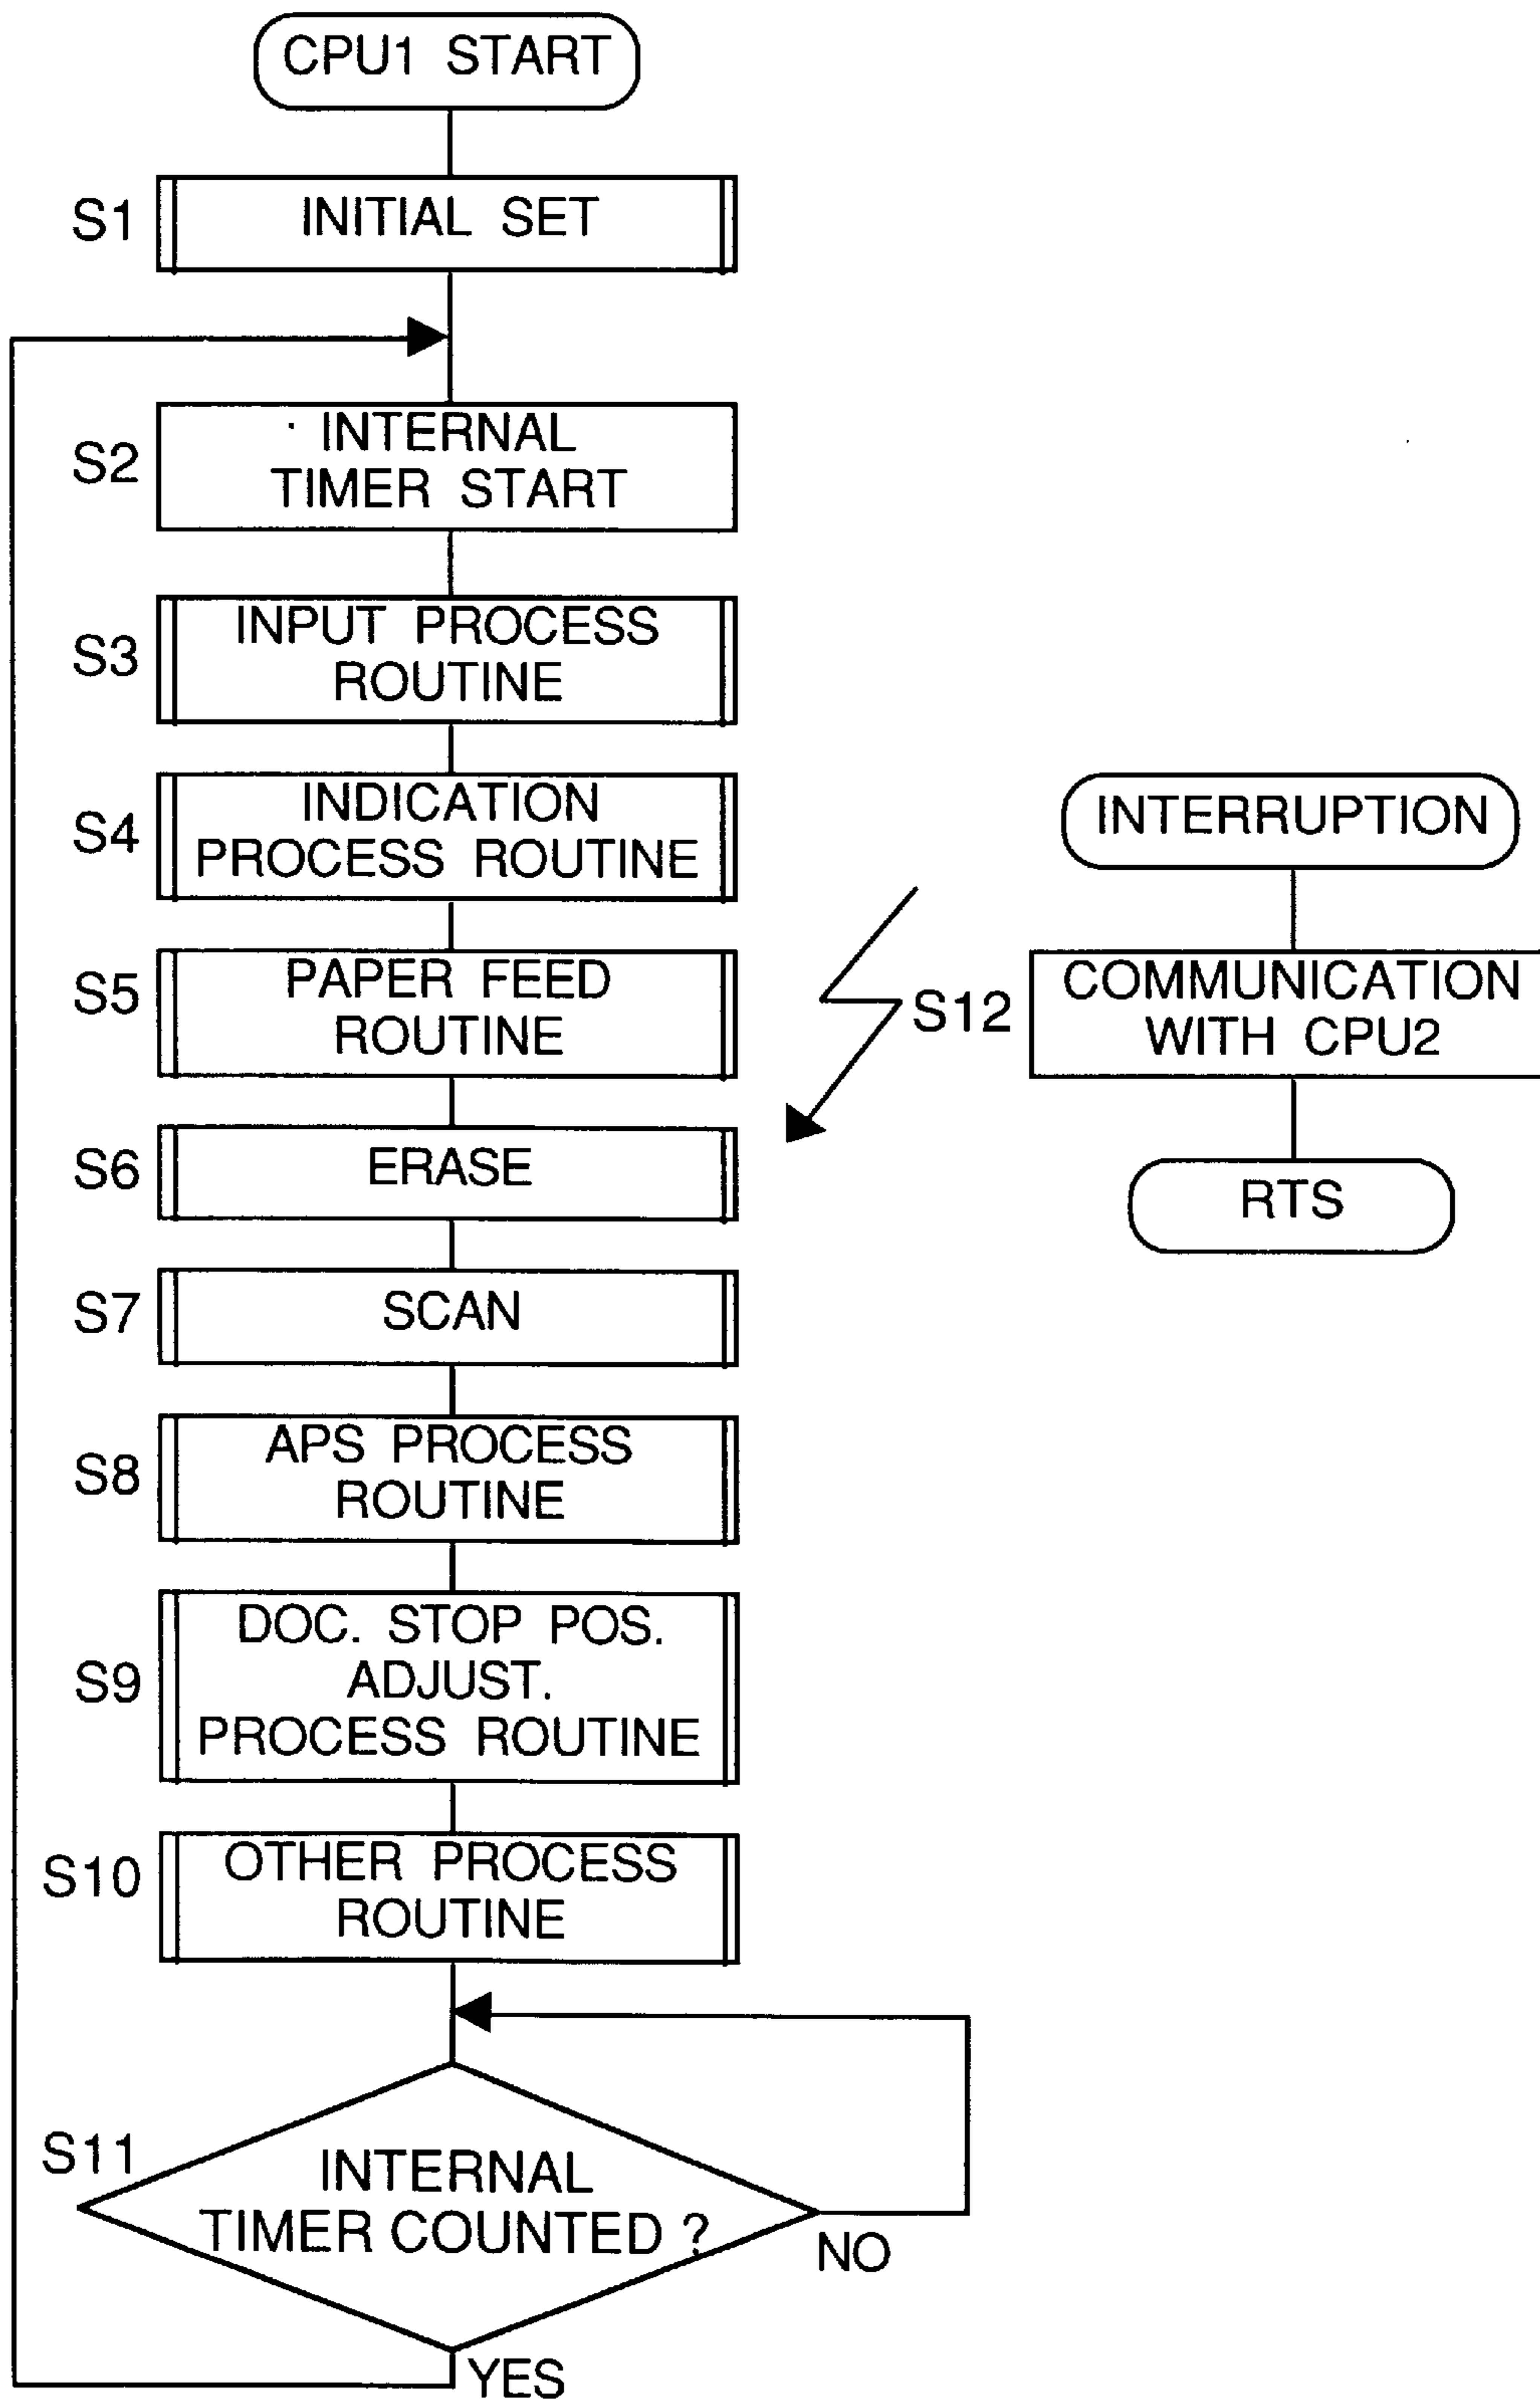 CPU1 START
S1
INITIAL SET
S2
INTERNAL
TIMER START
S3
INPUT PROCESS
ROUTINE
S4
INDICATION
PROCESS ROUTINE
S5
PAPER FEED
ROUTINE
S6
ERASE
S7
SCAN
S8
APS PROCESS
ROUTINE
S9
DOC. STOP POS.
ADJUST.
PROCESS ROUTINE
S10
OTHER PROCESS
ROUTINE
S11
INTERNAL
TIMER COUNTED ?
NO
YES
INTERRUPTION
S12
COMMUNICATION
WITH CPU2
RTS